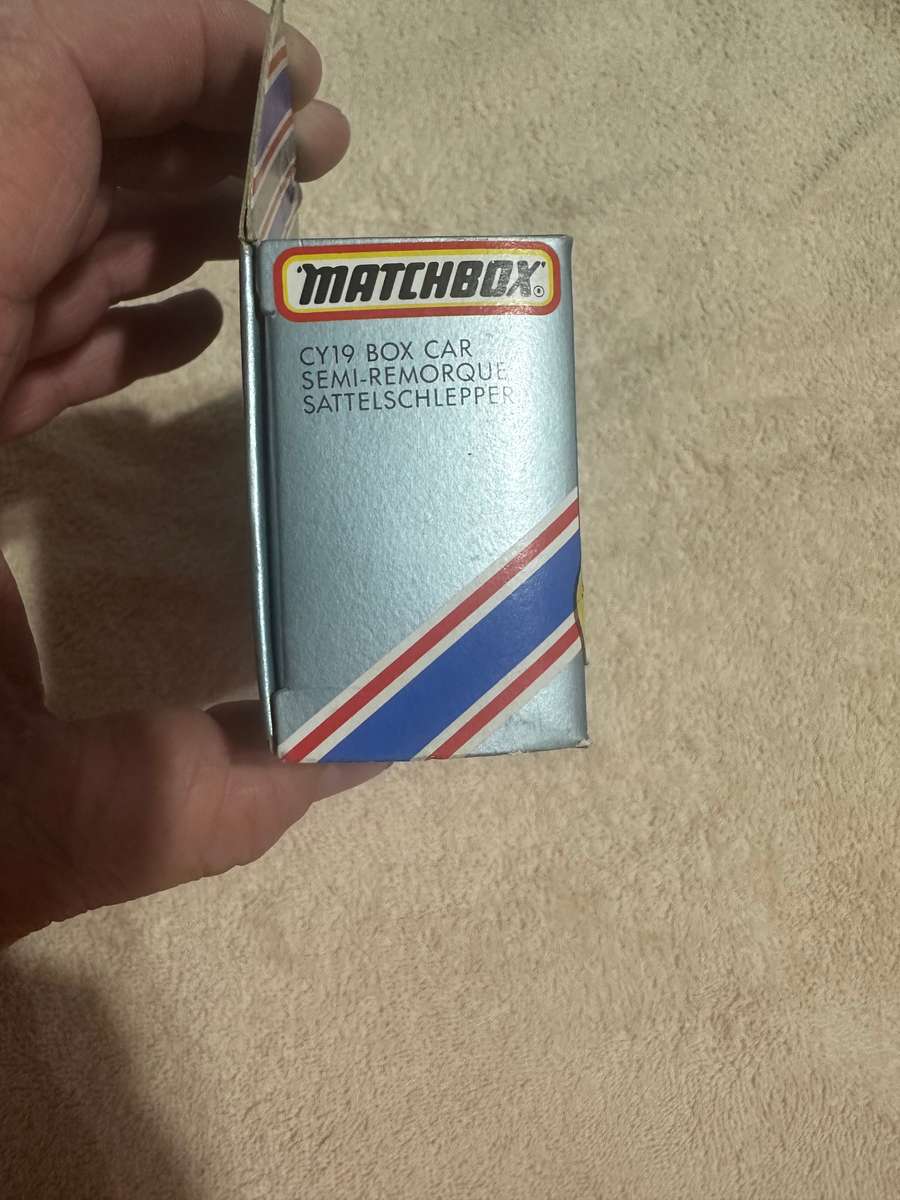 MATCHBOX®
CY19 BOX CAR
SEMI-REMORQUE
SATTELSCHLEPPER